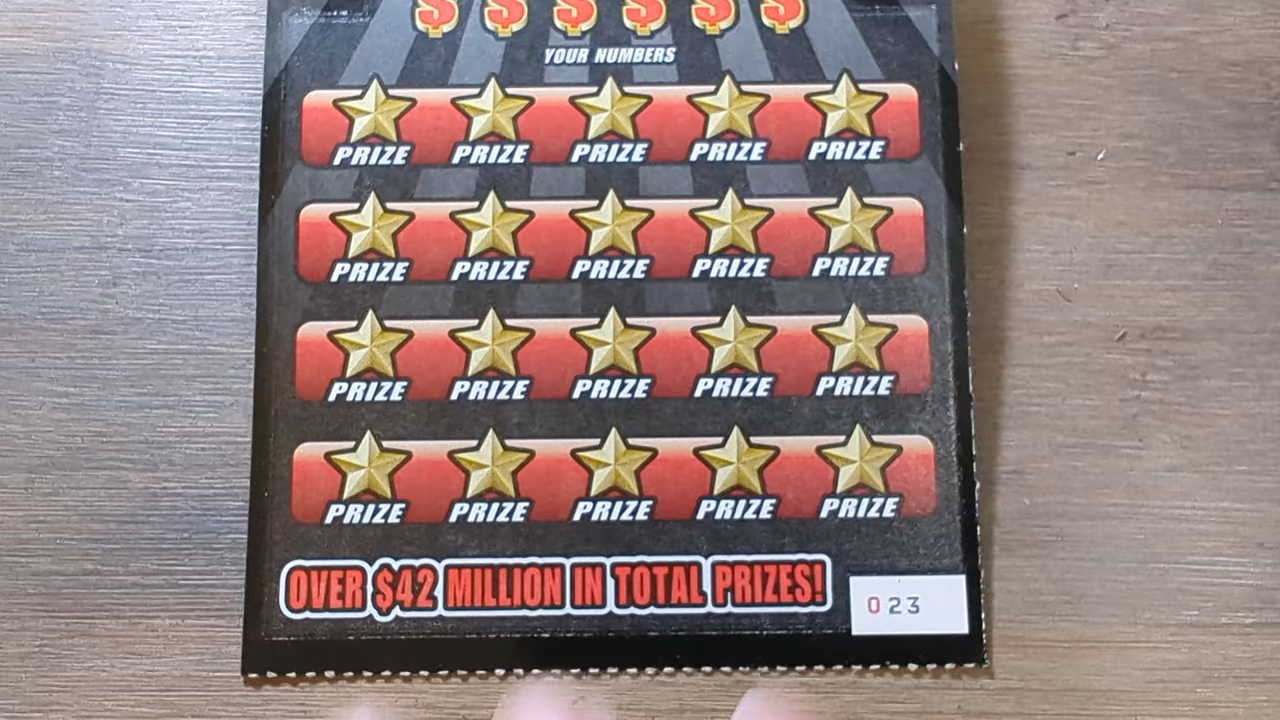 $ $ $ $ $ $
YOUR NUMBERS
PRIZE PRIZE PRIZE PRIZE PRIZE
PRIZE PRIZE PRIZE PRIZE PRIZE
PRIZE PRIZE PRIZE PRIZE PRIZE
PRIZE PRIZE PRIZE PRIZE PRIZE
OVER $42 MILLION IN TOTAL PRIZES!
023